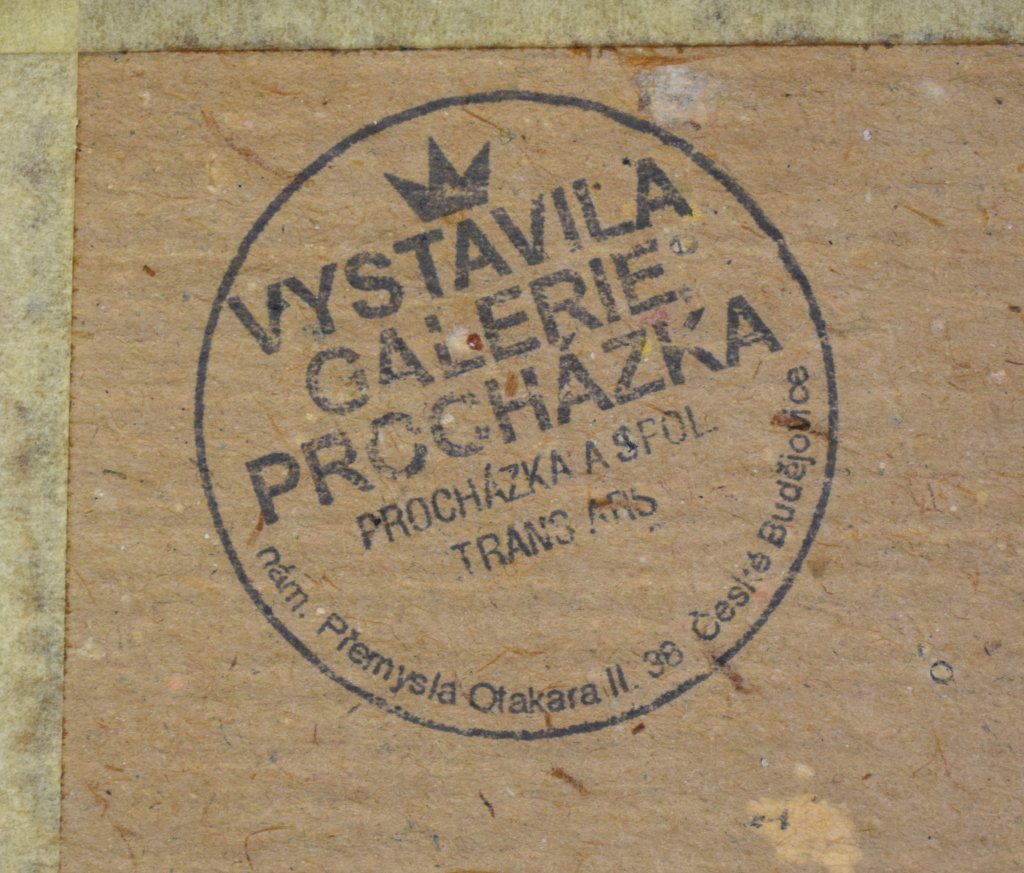 VYSTAVILA
GALERIE
PROCHÁZKA
PROCHÁZKA A SPOL.
TRANS ARS
nám. Přemysla Otakara II. 38 České Budějovice